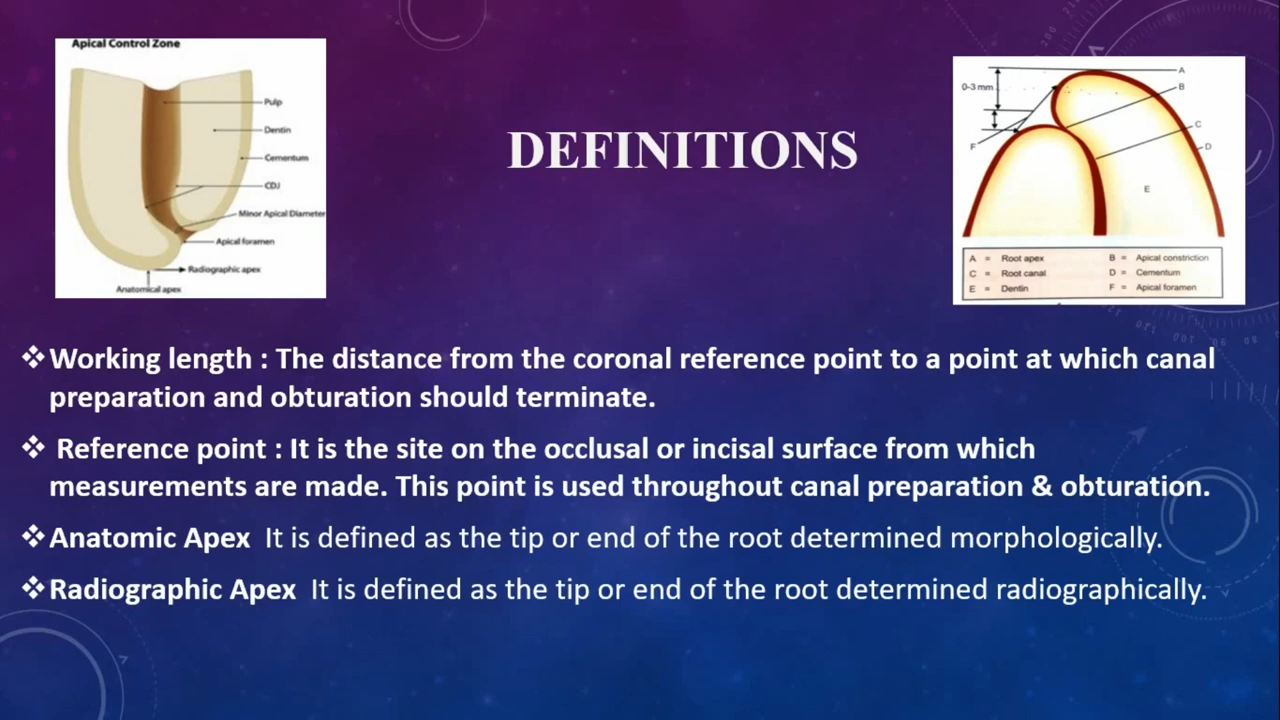 Apical Control Zone
Pulp
Dentin
Cementum
CDJ
Minor Apical Diameter
Apical foramen
Radiographic apex
Anatomical apex
DEFINITIONS
A
0-3 mm
B
C
F
D
E
A = Root apex B = Apical constriction
C = Root canal D = Cementum
E = Dentin F = Apical foramen
❖Working length : The distance from the coronal reference point to a point at which canal
preparation and obturation should terminate.
❖ Reference point : It is the site on the occlusal or incisal surface from which
measurements are made. This point is used throughout canal preparation & obturation.
❖Anatomic Apex It is defined as the tip or end of the root determined morphologically.
❖Radiographic Apex It is defined as the tip or end of the root determined radiographically.